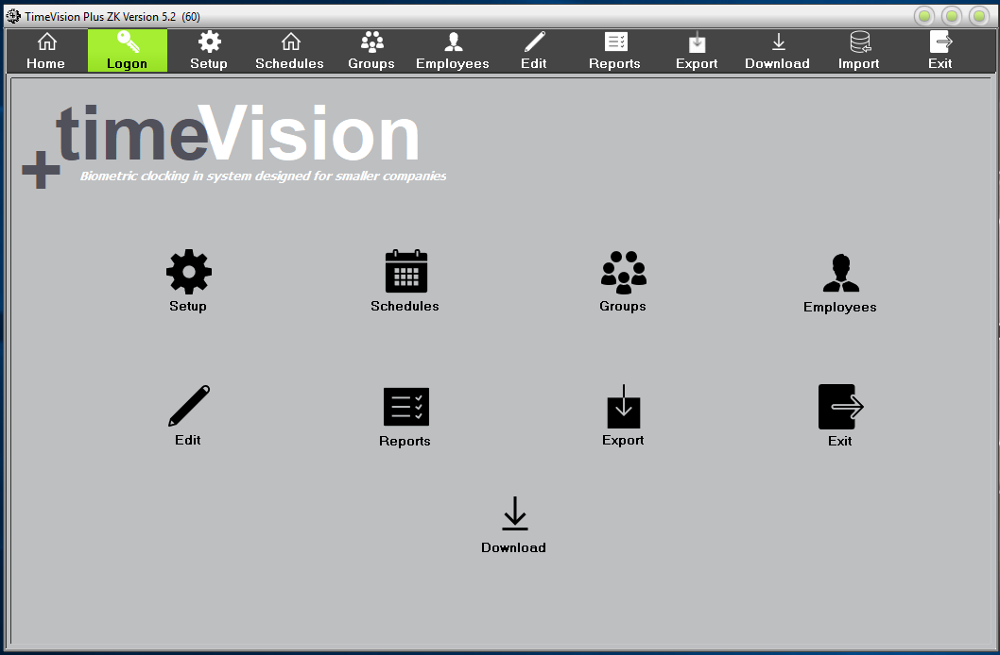 TimeVision Plus ZK Version 5.2 (60)
Home Logon Setup Schedules Groups Employees Edit Reports Export Download Import Exit
+timeVision
Biometric clocking in system designed for smaller companies
Setup Schedules Groups Employees
Edit Reports Export Exit
Download